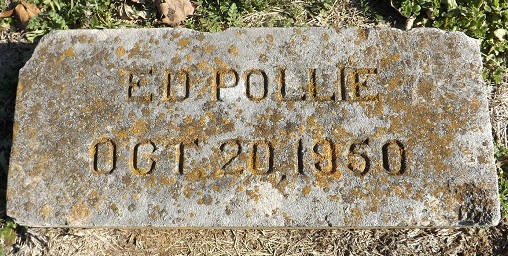 ED POLLIE
OCT. 20, 1950